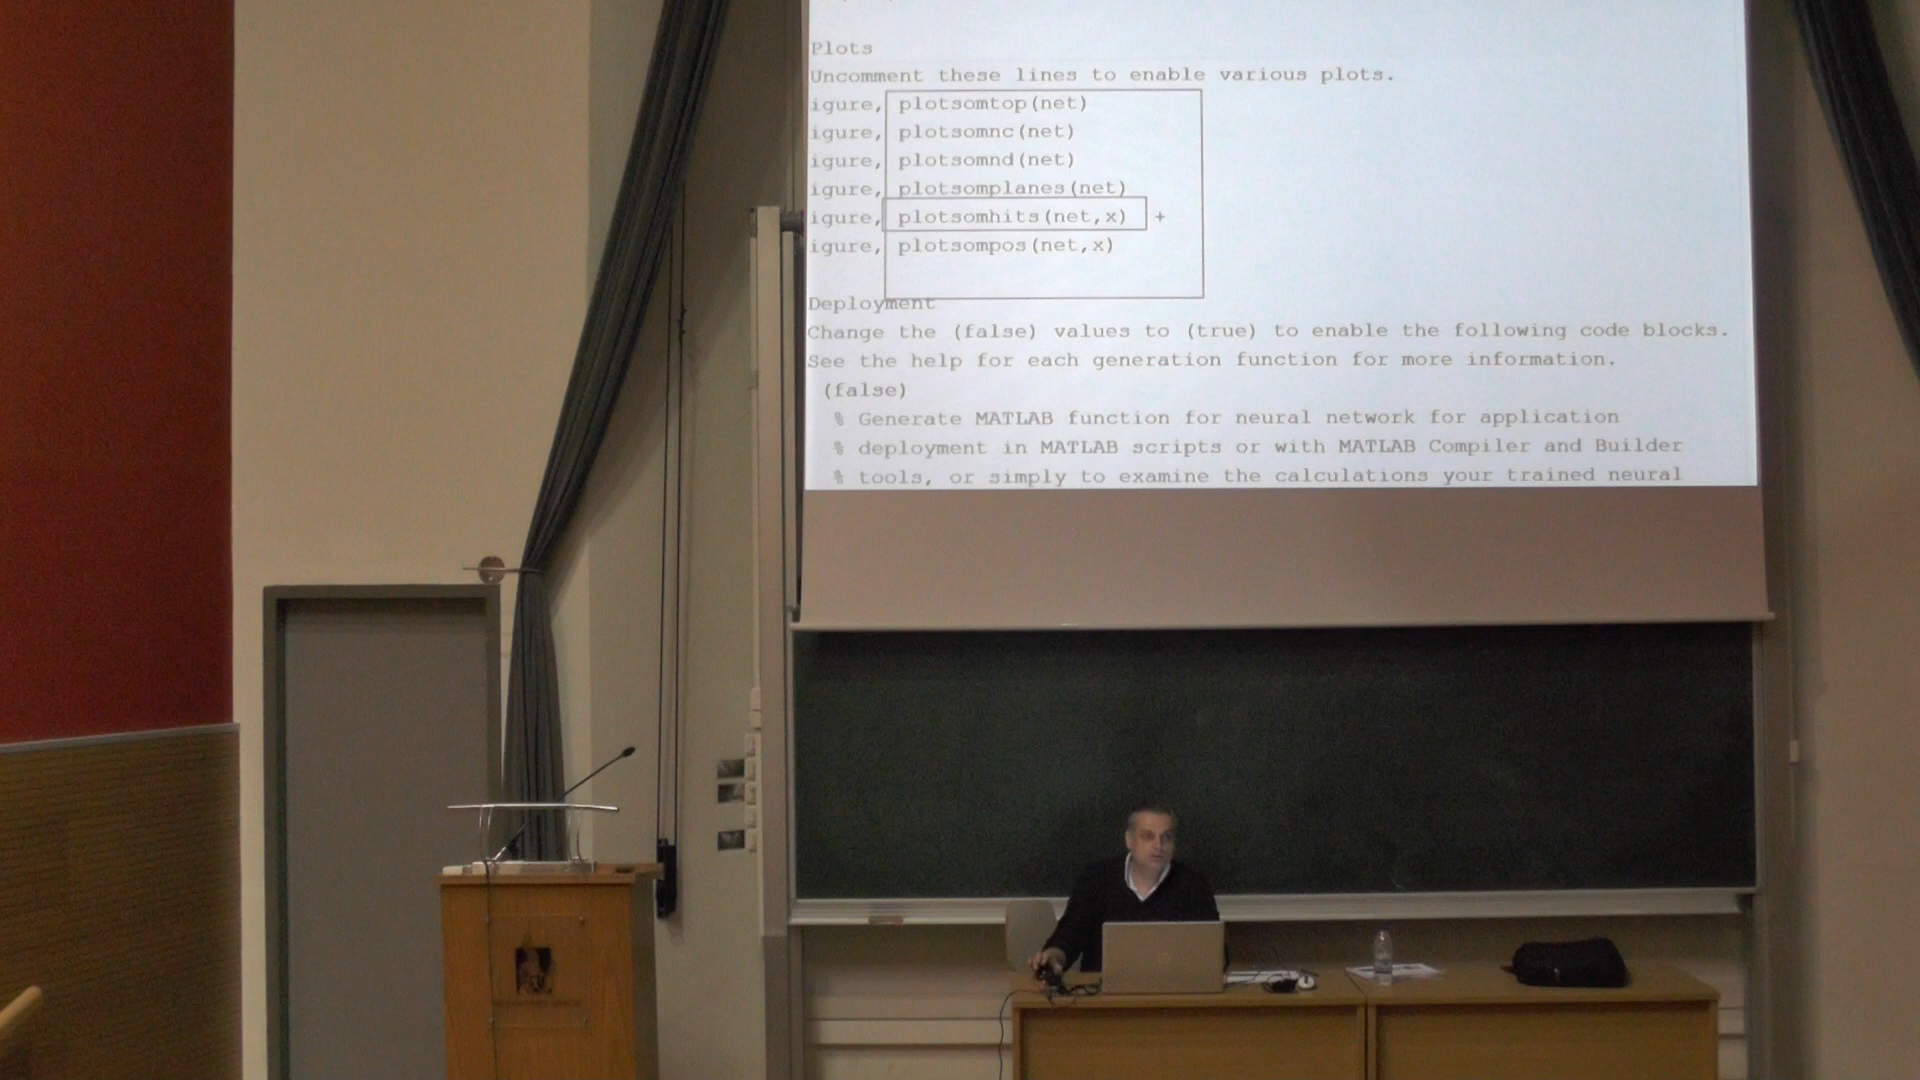 Plots
Uncomment these lines to enable various plots.
igure, plotsomtop(net)
igure, plotsomnc(net)
igure, plotsomnd(net)
igure, plotsomplanes(net)
igure, plotsomhits(net,x) +
igure, plotsompos(net,x)
Deployment
Change the (false) values to (true) to enable the following code blocks.
See the help for each generation function for more information.
(false)
% Generate MATLAB function for neural network for application
% deployment in MATLAB scripts or with MATLAB Compiler and Builder
% tools, or simply to examine the calculations your trained neural